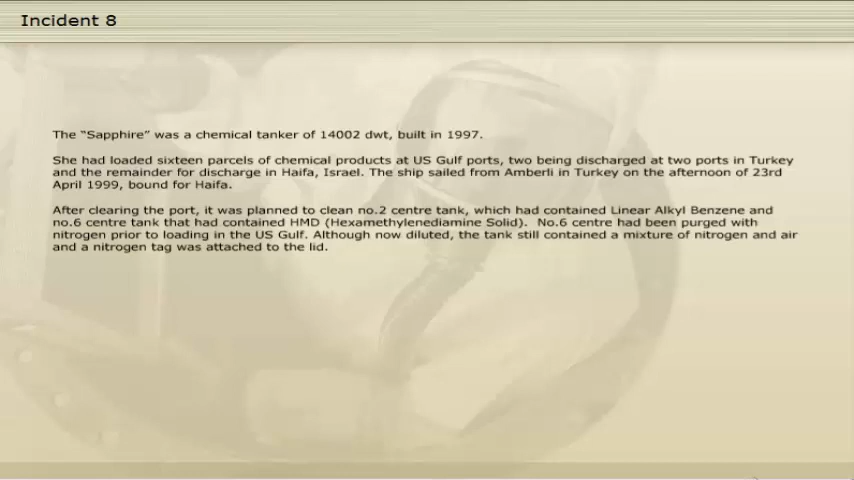 Incident 8
The “Sapphire” was a chemical tanker of 14002 dwt, built in 1997.
She had loaded sixteen parcels of chemical products at US Gulf ports, two being discharged at two ports in Turkey
and the remainder for discharge in Haifa, Israel. The ship sailed from Amberli in Turkey on the afternoon of 23rd
April 1999, bound for Haifa.
After clearing the port, it was planned to clean no.2 centre tank, which had contained Linear Alkyl Benzene and
no.6 centre tank that had contained HMD (Hexamethylenediamine Solid).  No.6 centre had been purged with
nitrogen prior to loading in the US Gulf. Although now diluted, the tank still contained a mixture of nitrogen and air
and a nitrogen tag was attached to the lid.